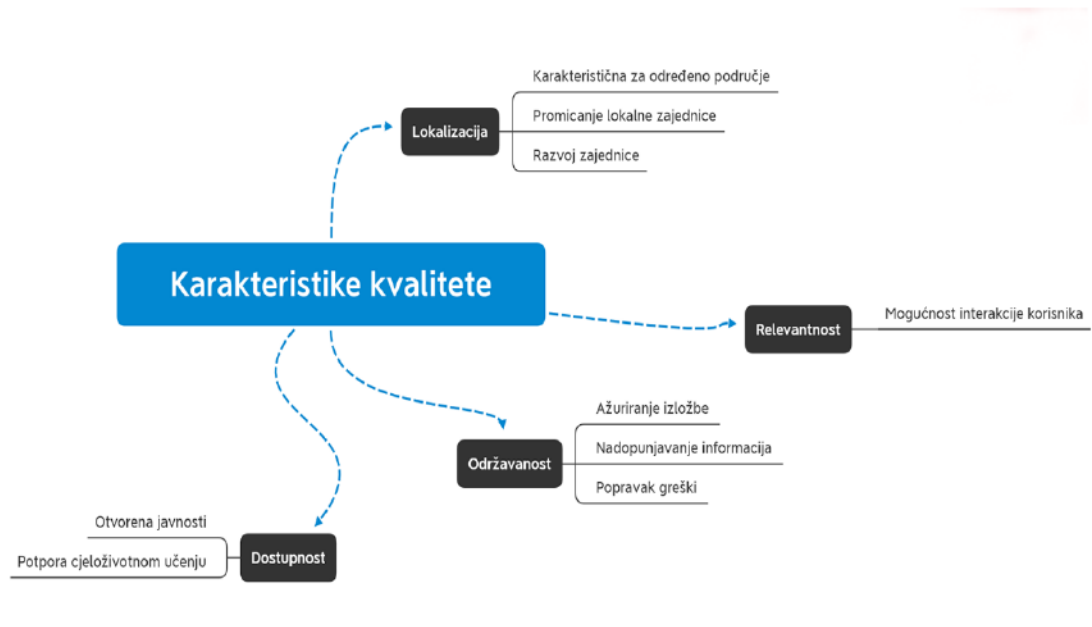 Karakteristična za određeno područje
Lokalizacija
Promicanje lokalne zajednice
Razvoj zajednice
Karakteristike kvalitete
Relevantnost
Mogućnost interakcije korisnika
Ažuriranje izložbe
Održavanost
Nadopunjavanje informacija
Popravak greški
Otvorena javnosti
Dostupnost
Potpora cjeloživotnom učenju